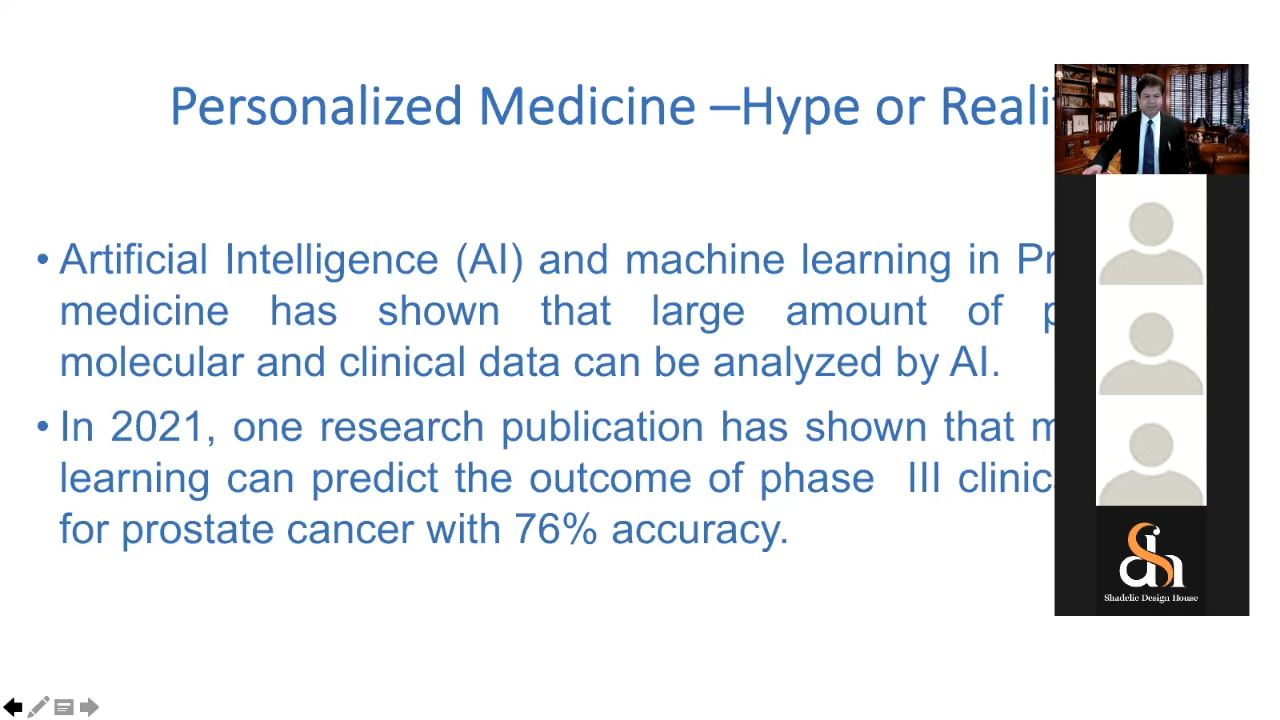 Personalized Medicine –Hype or Reali
• Artificial Intelligence (AI) and machine learning in Pr
medicine has shown that large amount of p
molecular and clinical data can be analyzed by AI.
• In 2021, one research publication has shown that m
learning can predict the outcome of phase III clinic
for prostate cancer with 76% accuracy.
Shadelic Design House